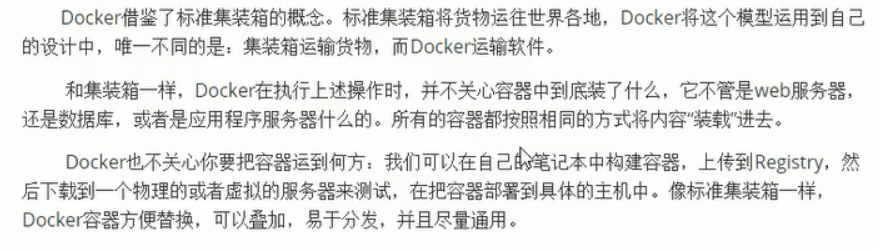 Docker借鉴了标准集装箱的概念。标准集装箱将货物运往世界各地，Docker将这个模型运用到自己
的设计中，唯一不同的是：集装箱运输货物，而Docker运输软件。
和集装箱一样，Docker在执行上述操作时，并不关心容器中到底装了什么，它不管是web服务器，
还是数据库，或者是应用程序服务器什么的。所有的容器都按照相同的方式将内容“装载”进去。
Docker也不关心你要把容器运到何方：我们可以在自己的笔记本中构建容器，上传到Registry，然
后下载到一个物理的或者虚拟的服务器来测试，在把容器部署到具体的主机中。像标准集装箱一样，
Docker容器方便替换，可以叠加，易于分发，并且尽量通用。